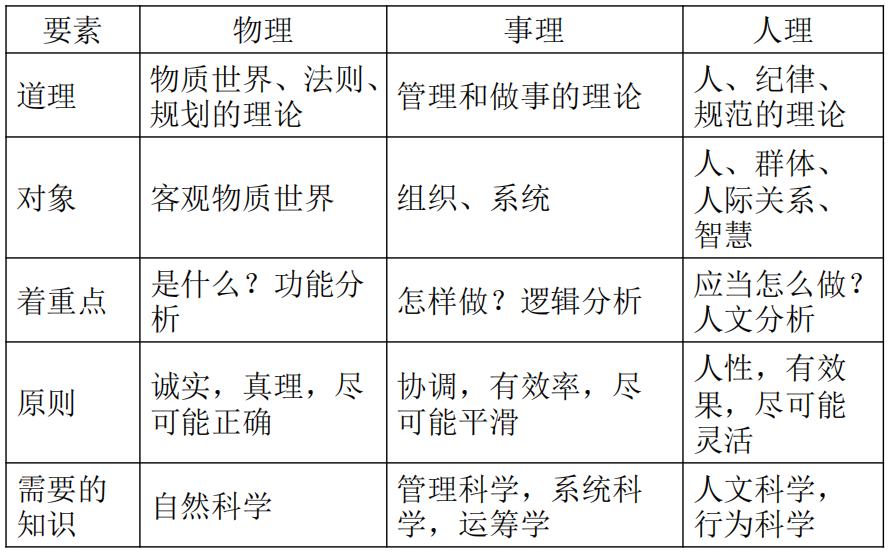 要素 物理 事理 人理
道理
物质世界、法则、
规划的理论
管理和做事的理论
人、纪律、
规范的理论
对象
客观物质世界
组织、系统
人、群体、
人际关系、
智慧
着重点
是什么？功能分
析
怎样做？逻辑分析
应当怎么做？
人文分析
原则
诚实，真理，尽
可能正确
协调，有效率，尽
可能平滑
人性，有效
果，尽可能
灵活
需要的
知识
自然科学
管理科学，系统科
学，运筹学
人文科学，
行为科学